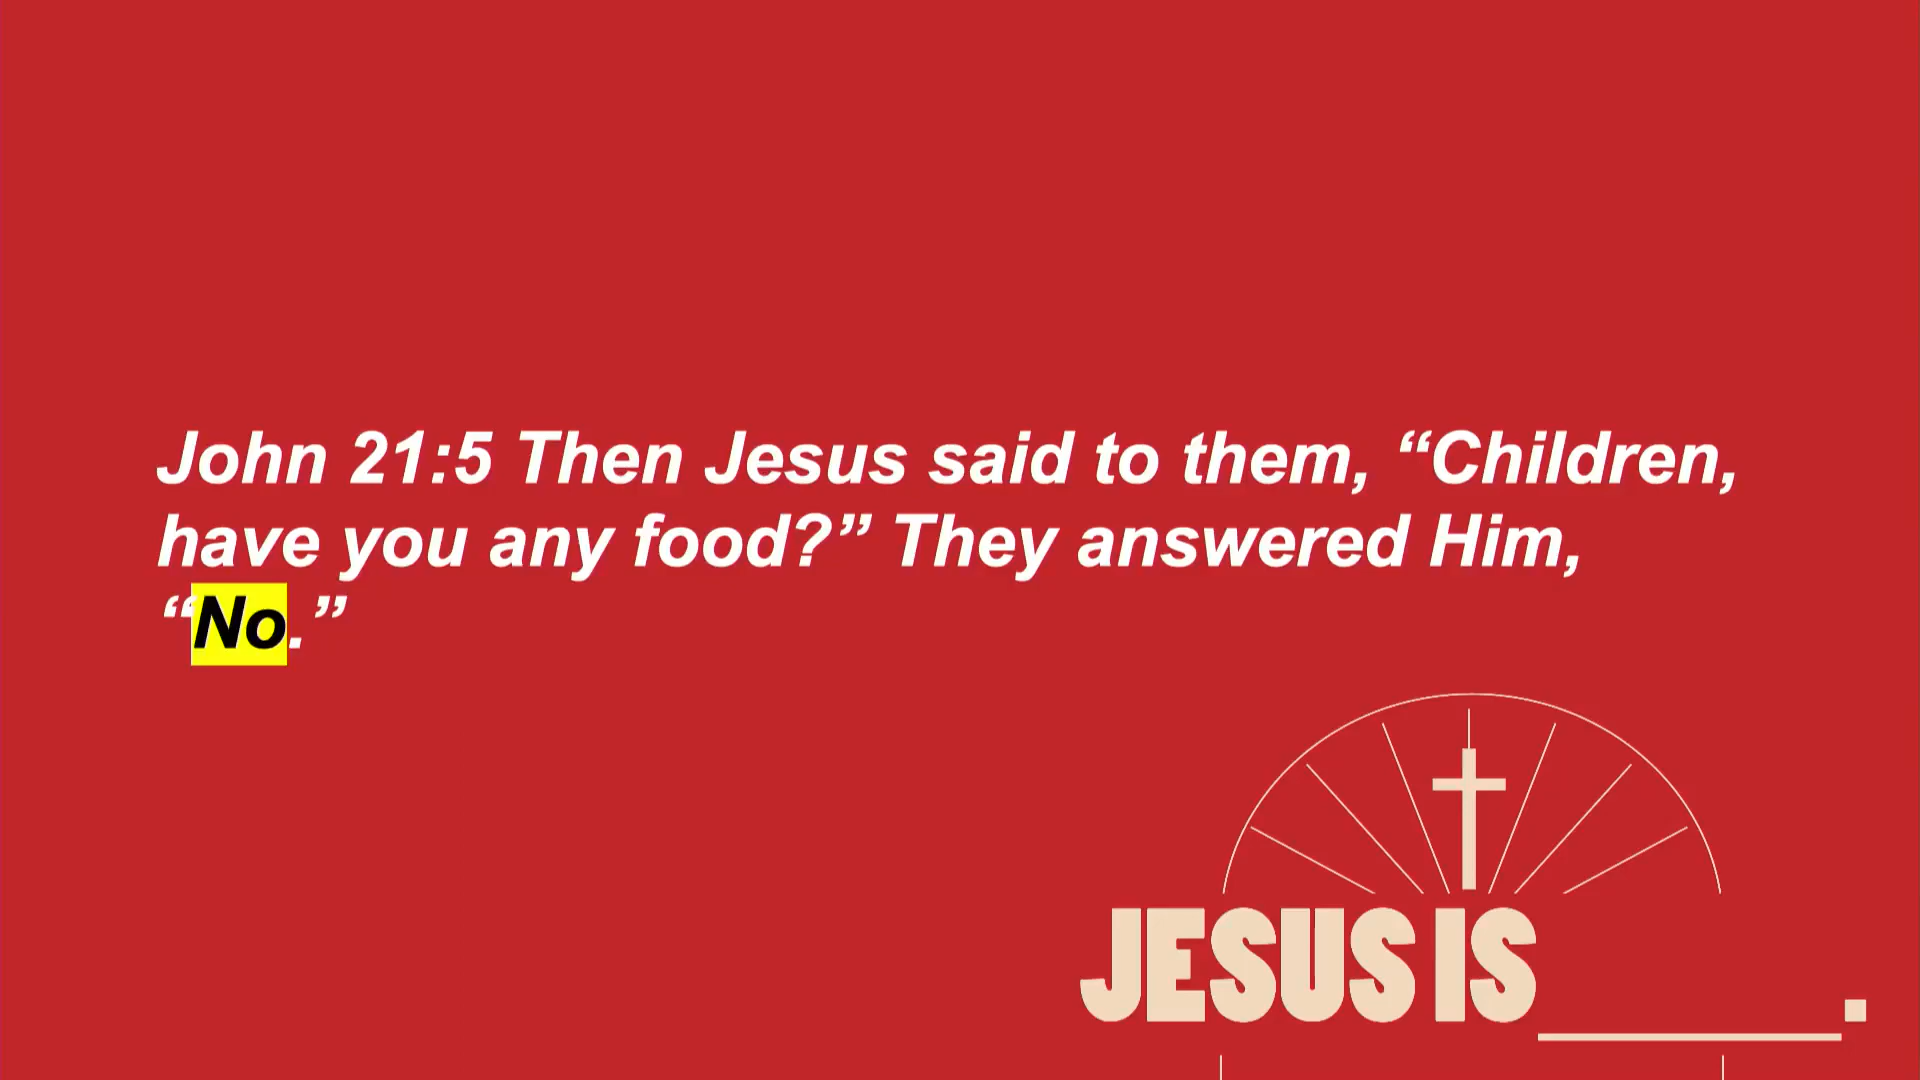 John 21:5 Then Jesus said to them, “Children,
have you any food?” They answered Him,
“No.”
JESUS IS ________.